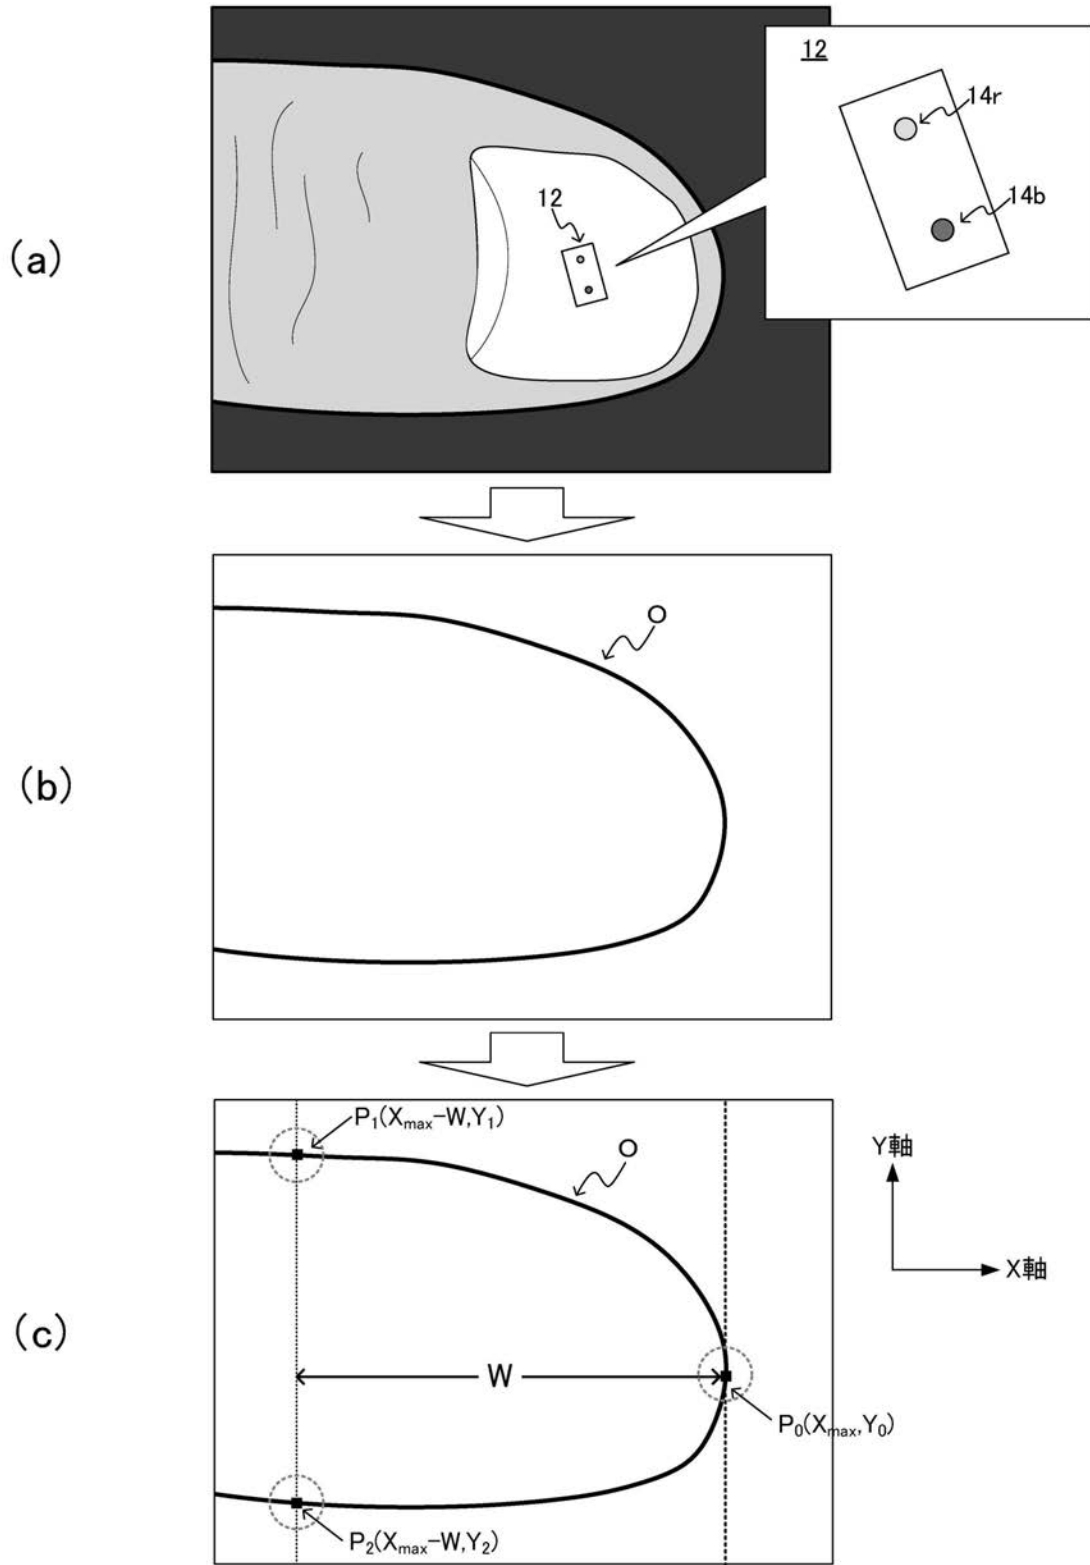 (a)
12
12
14r
14b
(b)
O
(c)
P₁(Xmax-W,Y₁)
O
W
P₀(Xmax,Y₀)
P₂(Xmax-W,Y₂)
Y軸
X軸